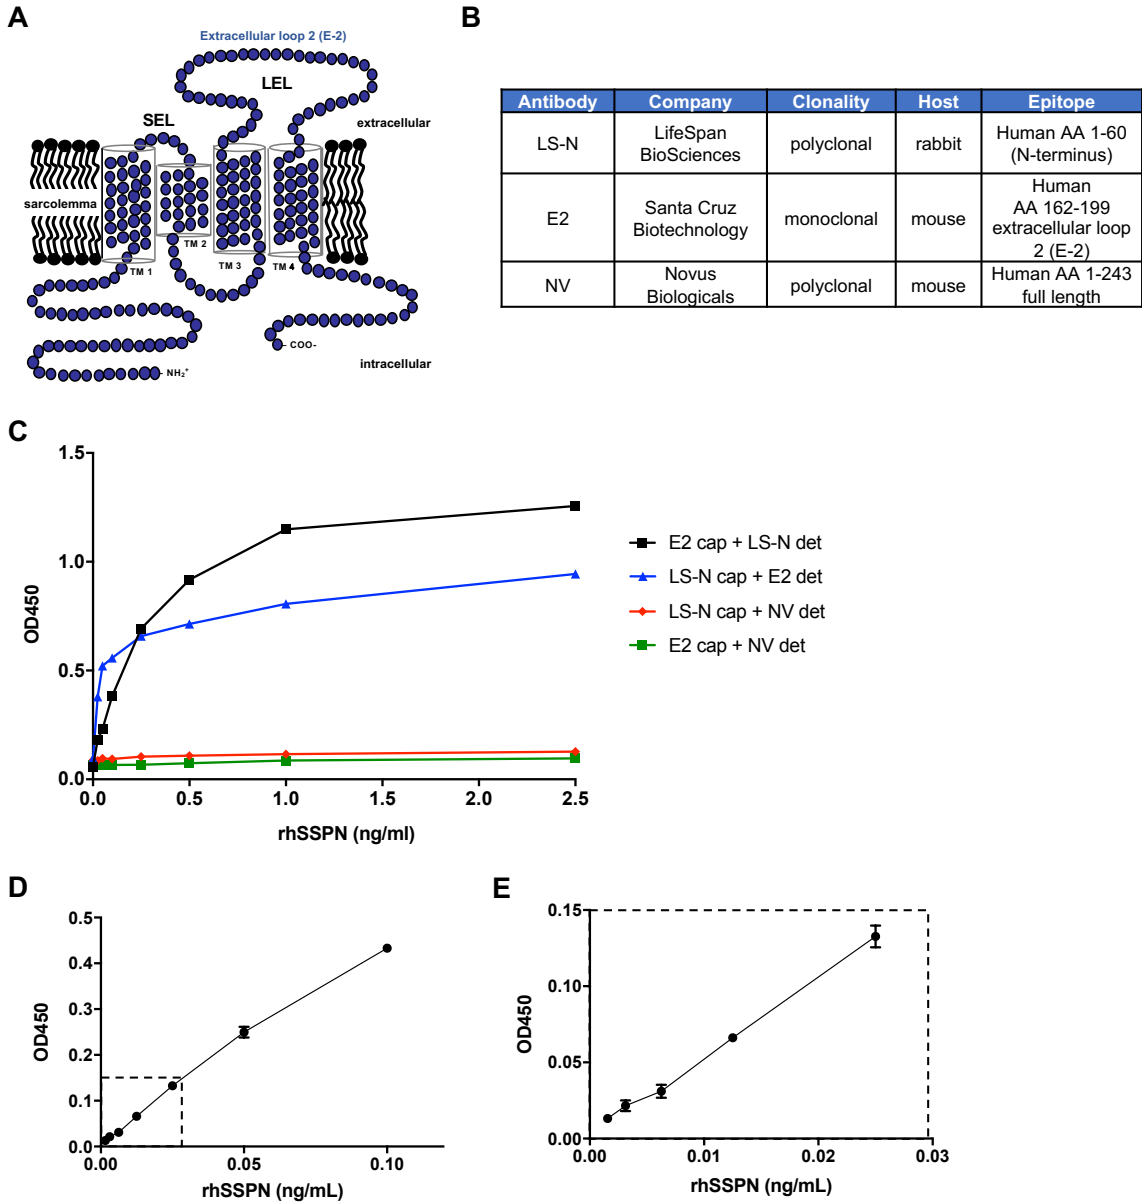 A
Extracellular loop 2 (E-2)
LEL
SEL
extracellular
sarcolemma
TM 1
TM 2
TM 3
TM 4
COO-
intracellular
NH₂⁺
B
Antibody Company Clonality Host Epitope
LS-N LifeSpan BioSciences polyclonal rabbit Human AA 1-60 (N-terminus)
E2 Santa Cruz Biotechnology monoclonal mouse Human AA 162-199 extracellular loop 2 (E-2)
NV Novus Biologicals polyclonal mouse Human AA 1-243 full length
C
1.5
1.0
0.5
0.0
OD450
0.0 0.5 1.0 1.5 2.0 2.5
rhSSPN (ng/ml)
E2 cap + LS-N det
LS-N cap + E2 det
LS-N cap + NV det
E2 cap + NV det
D
0.5
0.4
0.3
0.2
0.1
0.0
OD450
0.00 0.05 0.10
rhSSPN (ng/mL)
E
0.15
0.10
0.05
0.00
OD450
0.00 0.01 0.02 0.03
rhSSPN (ng/mL)